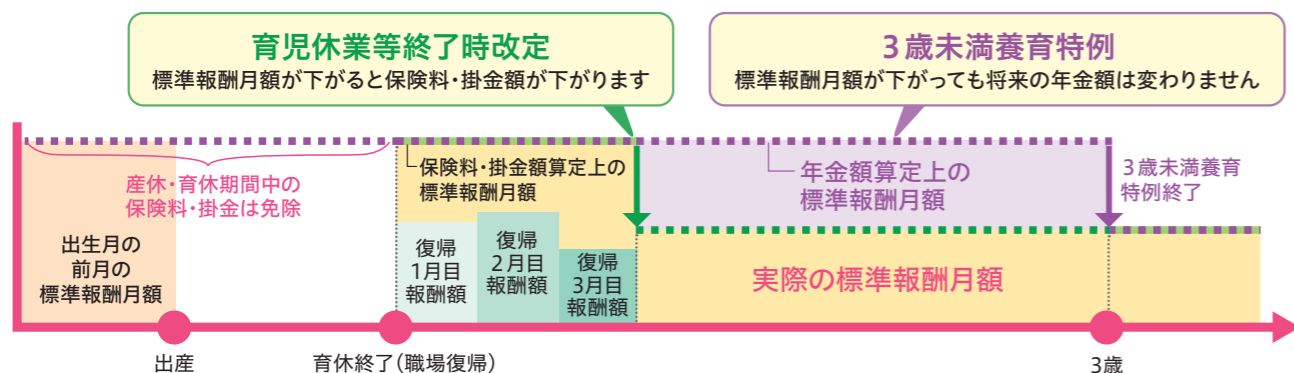 育児休業等終了時改定
標準報酬月額が下がると保険料・掛金額が下がります
3歳未満養育特例
標準報酬月額が下がっても将来の年金額は変わりません
産休・育休期間中の
保険料・掛金は免除
出生月の
前月の
標準報酬月額
保険料・掛金額算定上の
標準報酬月額
復帰
1月目
報酬額
復帰
2月目
報酬額
復帰
3月目
報酬額
年金額算定上の
標準報酬月額
3歳未満養育
特例終了
実際の標準報酬月額
出産
育休終了(職場復帰)
3歳